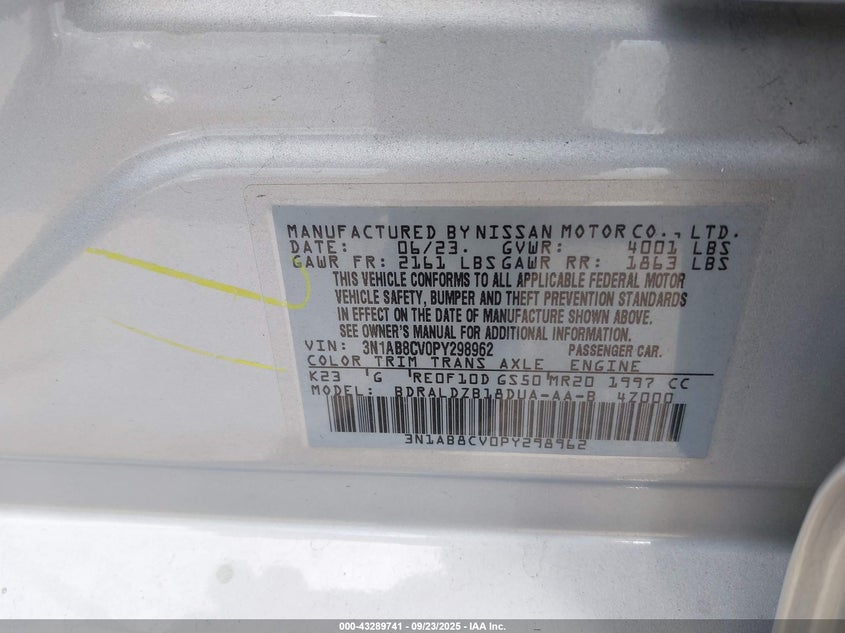 MANUFACTURED BY NISSAN MOTOR CO., LTD.
DATE: 06/23. GVWR: 4001 LBS
GAWR FR: 2161 LBS GAWR RR: 1863 LBS
THIS VEHICLE CONFORMS TO ALL APPLICABLE FEDERAL MOTOR
VEHICLE SAFETY, BUMPER AND THEFT PREVENTION STANDARDS
IN EFFECT ON THE DATE OF MANUFACTURE SHOWN ABOVE.
SEE OWNER'S MANUAL FOR ADDITIONAL INFORMATION.
VIN: 3N1AB8CV0PY298962 PASSENGER CAR.
COLOR TRIM TRANS AXLE ENGINE
K23 'G 'RE0F10D GS50'MR20 1997 CC
MODEL: BDRALDZB18DUA-AA-B 4Z000
3N1AB8CV0PY298962
000-43289741 - 09/23/2025 - IAA Inc.